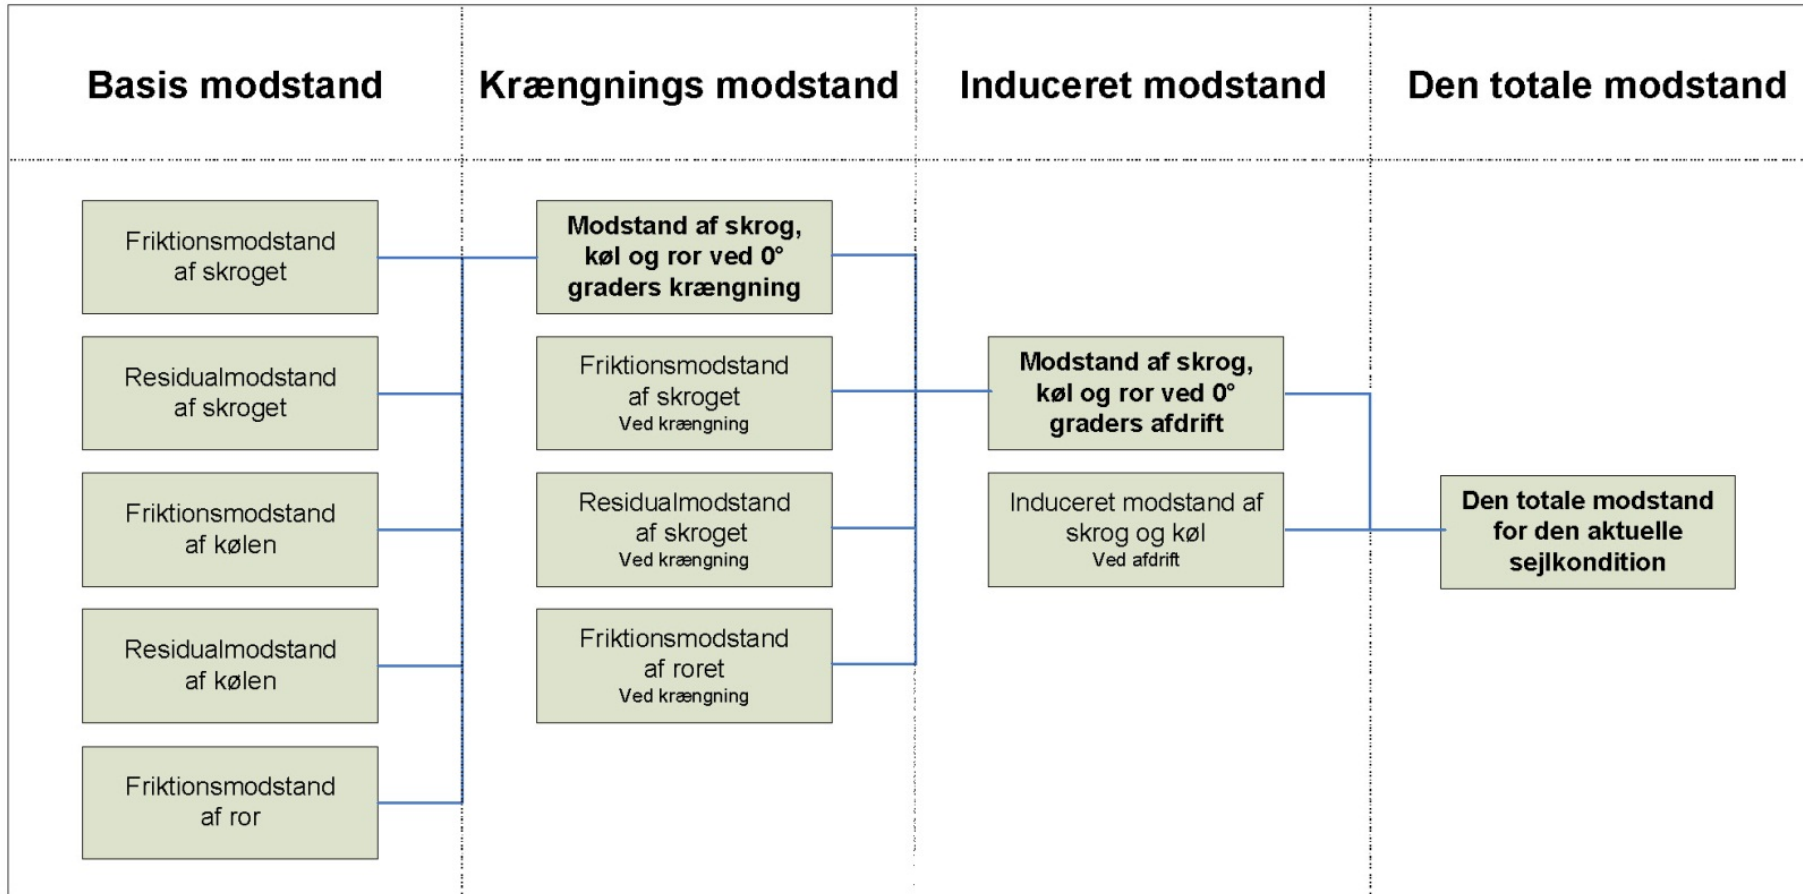 Basis modstand
Krængnings modstand
Induceret modstand
Den totale modstand
Friktionsmodstand
af skroget
Residualmodstand
af skroget
Friktionsmodstand
af kølen
Residualmodstand
af kølen
Friktionsmodstand
af ror
Modstand af skrog,
køl og ror ved 0°
graders krængning
Friktionsmodstand
af skroget
Ved krængning
Residualmodstand
af skroget
Ved krængning
Friktionsmodstand
af roret
Ved krængning
Modstand af skrog,
køl og ror ved 0°
graders afdrift
Induceret modstand af
skrog og køl
Ved afdrift
Den totale modstand
for den aktuelle
sejlkondition